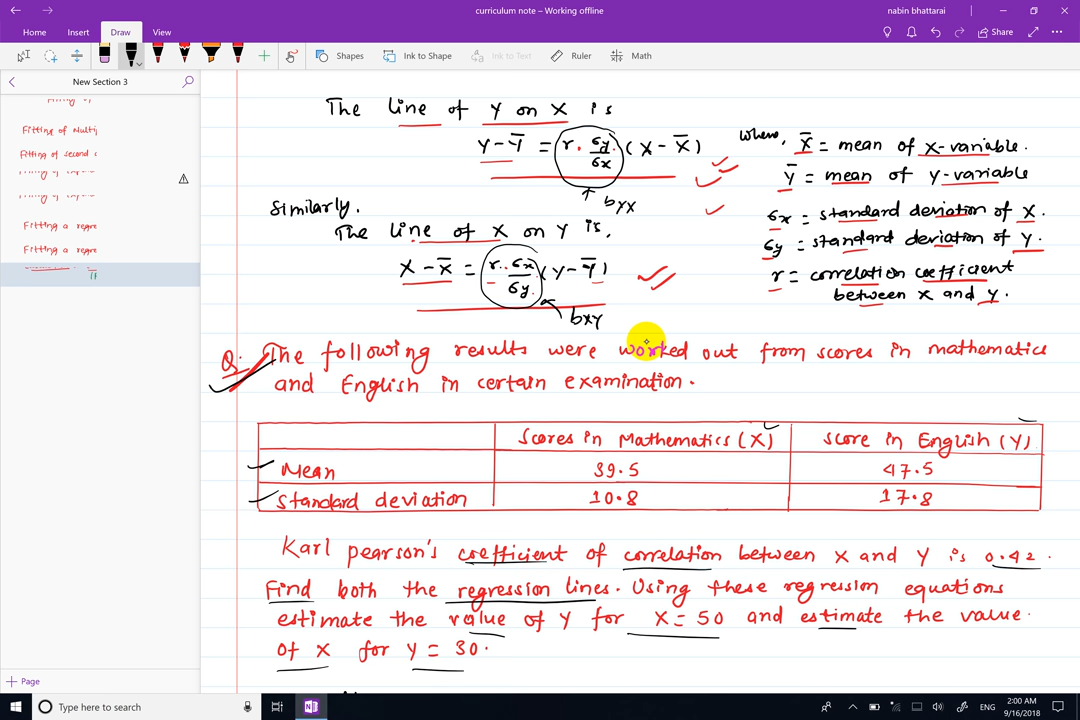 curriculum note – Working offline
nabin bhattarai
Home Insert Draw View
Share
Shapes Ink to Shape Ink to Text Ruler Math
New Section 3
Fitting of Multip
Fitting of second o
Fitting a regre
Fitting a regre
+ Page
The line of Y on X is
Y - Y̅ = r . σy/σx (X - X̅)
byx
where, X̅ = mean of X-variable.
Y̅ = mean of y-variable
σx = standard deviation of X.
σy = standard deviation of Y.
r = correlation coefficient
between X and Y.
Similarly,
The line of X on Y is,
X - X̅ = r . σx/σy (Y - Y̅)
bxy
Q. The following results were worked out from scores in mathematics
and English in certain examination.
Scores in Mathematics (X) Score in English (Y)
Mean 39.5 47.5
Standard deviation 10.8 17.8
Karl pearson's coefficient of correlation between X and Y is 0.42.
Find both the regression lines. Using these regression equations
estimate the value of Y for X = 50 and estimate the value
of X for Y = 30.
Type here to search
ENG
2:00 AM
9/16/2018